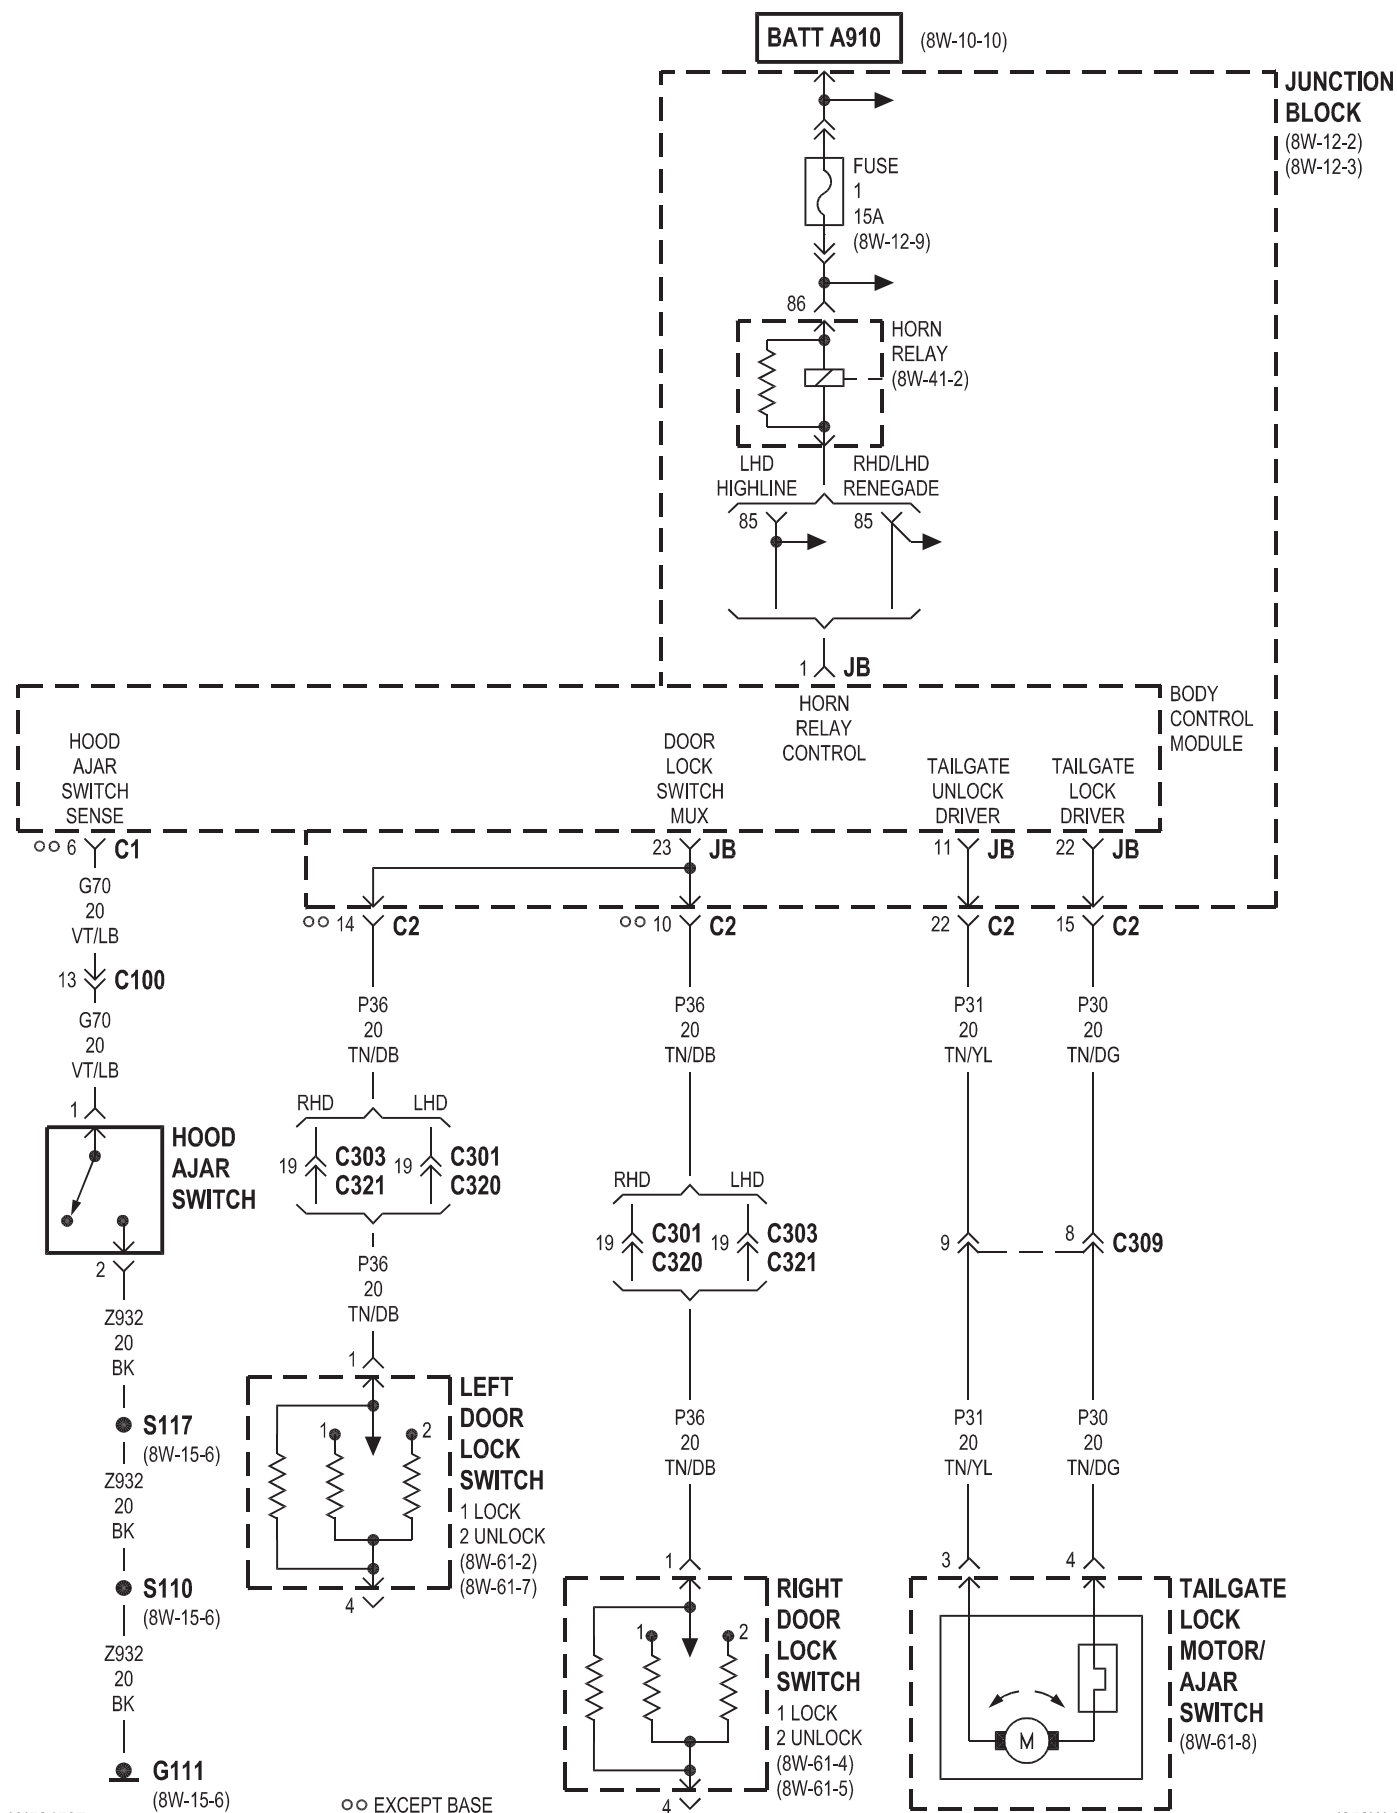 BATT A910 (8W-10-10)
JUNCTION
BLOCK
(8W-12-2)
(8W-12-3)
FUSE
1
15A
(8W-12-9)
86
HORN
RELAY
(8W-41-2)
LHD
HIGHLINE
RHD/LHD
RENEGADE
85
85
1 JB
HORN
RELAY
CONTROL
BODY
CONTROL
MODULE
HOOD
AJAR
SWITCH
SENSE
DOOR
LOCK
SWITCH
MUX
TAILGATE
UNLOCK
DRIVER
TAILGATE
LOCK
DRIVER
6 C1
23 JB
11 JB
22 JB
14 C2
10 C2
22 C2
15 C2
G70
20
VT/LB
13 C100
G70
20
VT/LB
1
HOOD
AJAR
SWITCH
2
Z932
20
BK
S117
(8W-15-6)
Z932
20
BK
S110
(8W-15-6)
Z932
20
BK
G111
(8W-15-6)
P36
20
TN/DB
RHD LHD
19 C303
C321
19 C301
C320
P36
20
TN/DB
1
LEFT
DOOR
LOCK
SWITCH
1 LOCK
2 UNLOCK
(8W-61-2)
(8W-61-7)
1 2
4
P36
20
TN/DB
RHD LHD
19 C301
C320
19 C303
C321
P36
20
TN/DB
1
RIGHT
DOOR
LOCK
SWITCH
1 LOCK
2 UNLOCK
(8W-61-4)
(8W-61-5)
1 2
4
P31
20
TN/YL
P30
20
TN/DG
9
8 C309
P31
20
TN/YL
P30
20
TN/DG
3
4
TAILGATE
LOCK
MOTOR/
AJAR
SWITCH
(8W-61-8)
M
EXCEPT BASE